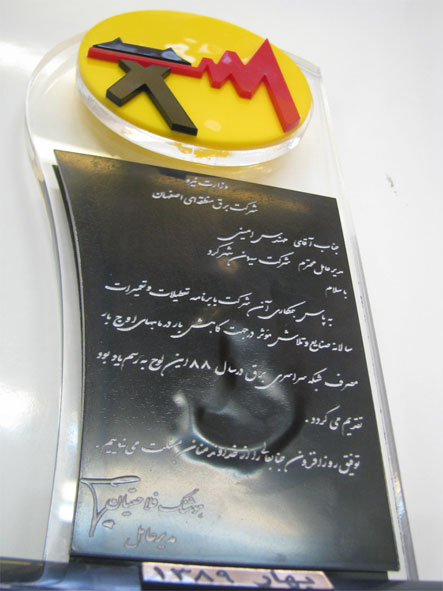 وزارت نیرو
شرکت برق منطقه ای اصفهان
جناب آقای مهندس امینی
مدیرعامل محترم شرکت سیمان شهرکرد
با سلام
به پاس همکاری آن شرکت با برنامه تعطیلات و تعمیرات
سالانه صنایع و تلاش مؤثر در جهت کاهش بار در ماههای اوج بار
مصرف شبکه سراسری برق در سال ۸۸ این لوح به رسم یادبود
تقدیم می گردد .
توفیق روزافزون جنابعالی را از خداوند منان مسئلت می نمایم .
مدیرعامل
بهار ۱۳۸۹